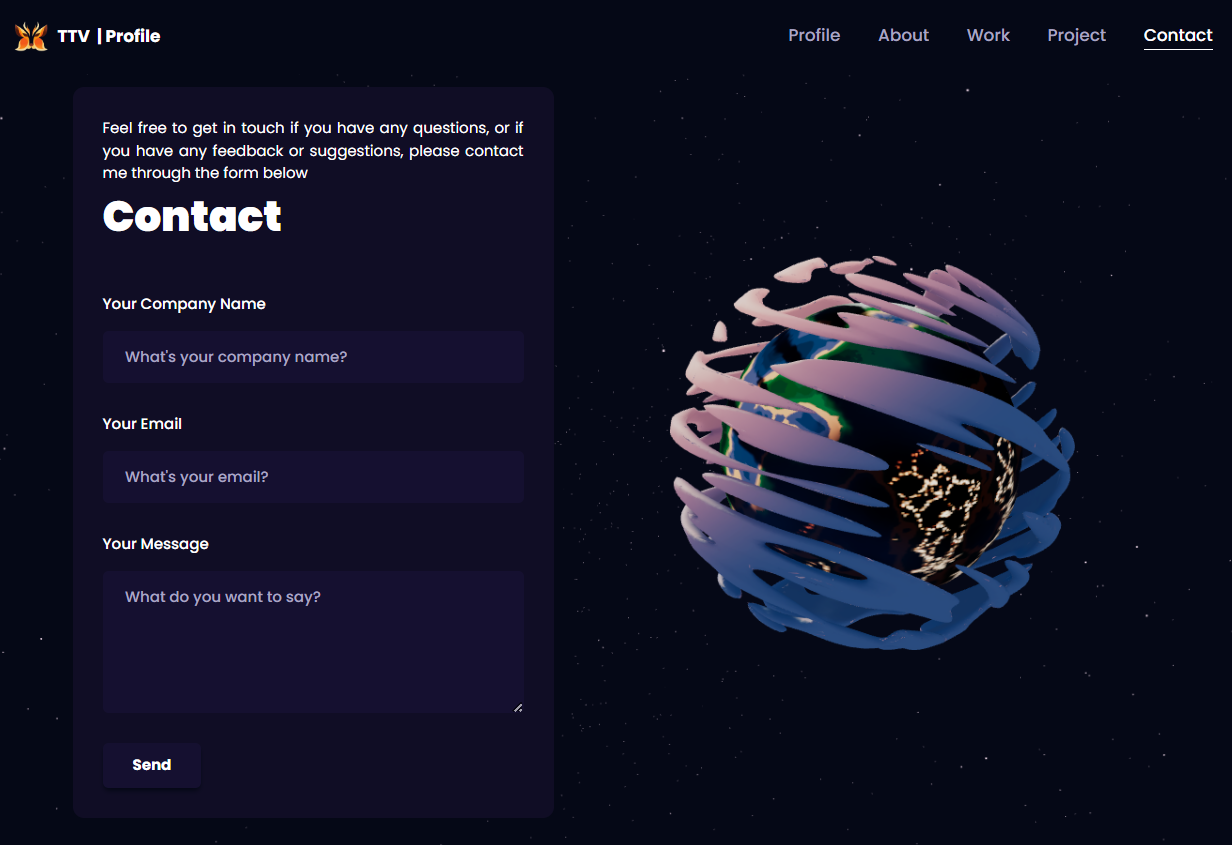 TTV | Profile
Profile About Work Project Contact
Feel free to get in touch if you have any questions, or if
you have any feedback or suggestions, please contact
me through the form below
Contact
Your Company Name
What's your company name?
Your Email
What's your email?
Your Message
What do you want to say?
Send